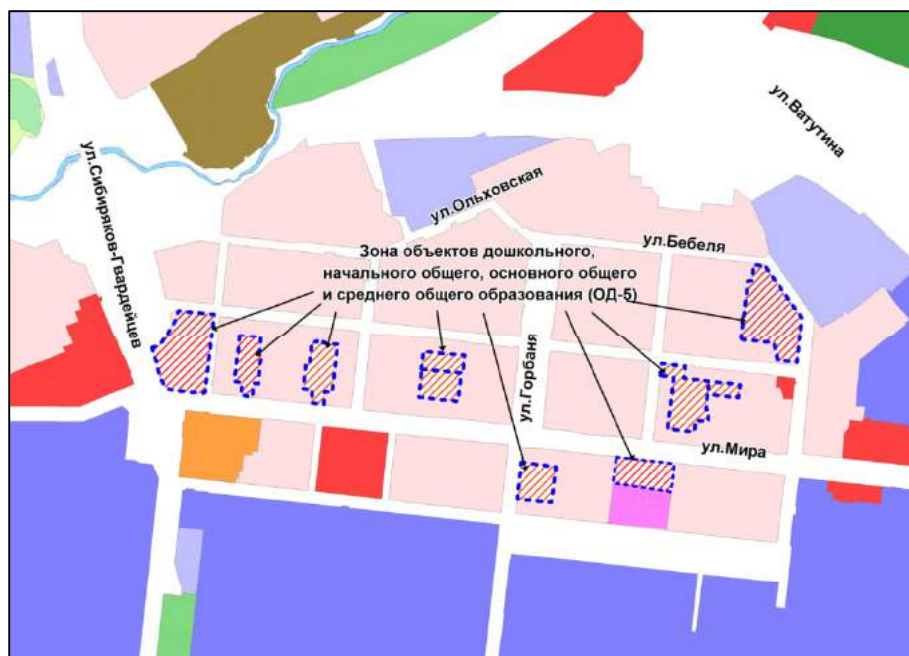 ул.Ватутина
ул.Сибиряков-Гвардейцев
ул.Ольховская
ул.Бебеля
Зона объектов дошкольного,
начального общего, основного общего
и среднего общего образования (ОД-5)
ул.Горбаня
ул.Мира